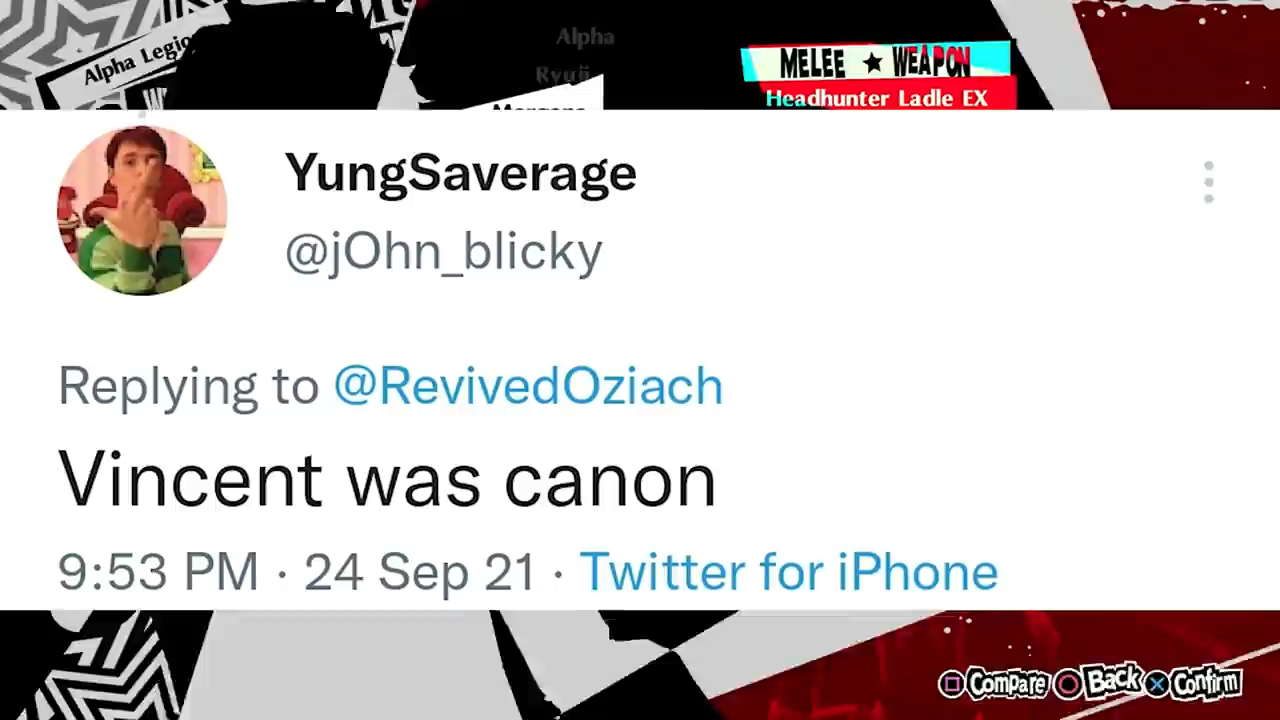 Alpha Legio
Alpha
Ryuji
Morgana
MELEE ★ WEAPON
Headhunter Ladle EX
YungSaverage
@jOhn_blicky
Replying to @RevivedOziach
Vincent was canon
9:53 PM · 24 Sep 21 · Twitter for iPhone
Compare Back Confirm